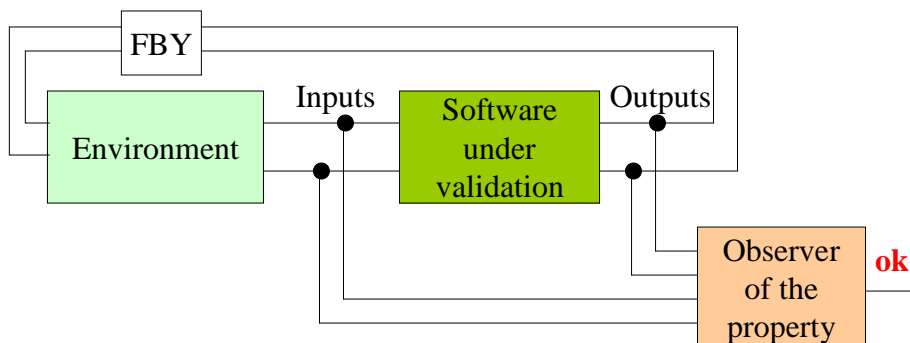 FBY
Inputs
Outputs
Environment
Software
under
validation
Observer
of the
property
ok